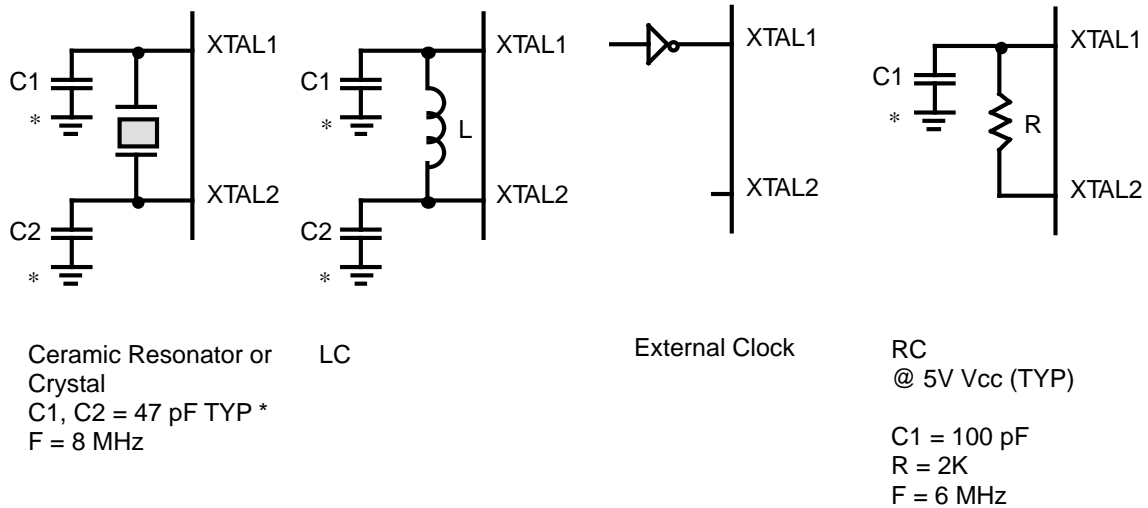 XTAL1
C1
*
XTAL2
C2
*
XTAL1
C1
*
L
XTAL2
C2
*
XTAL1
XTAL2
XTAL1
C1
*
R
XTAL2
Ceramic Resonator or
Crystal
C1, C2 = 47 pF TYP *
F = 8 MHz
LC
External Clock
RC
@ 5V Vcc (TYP)
C1 = 100 pF
R = 2K
F = 6 MHz